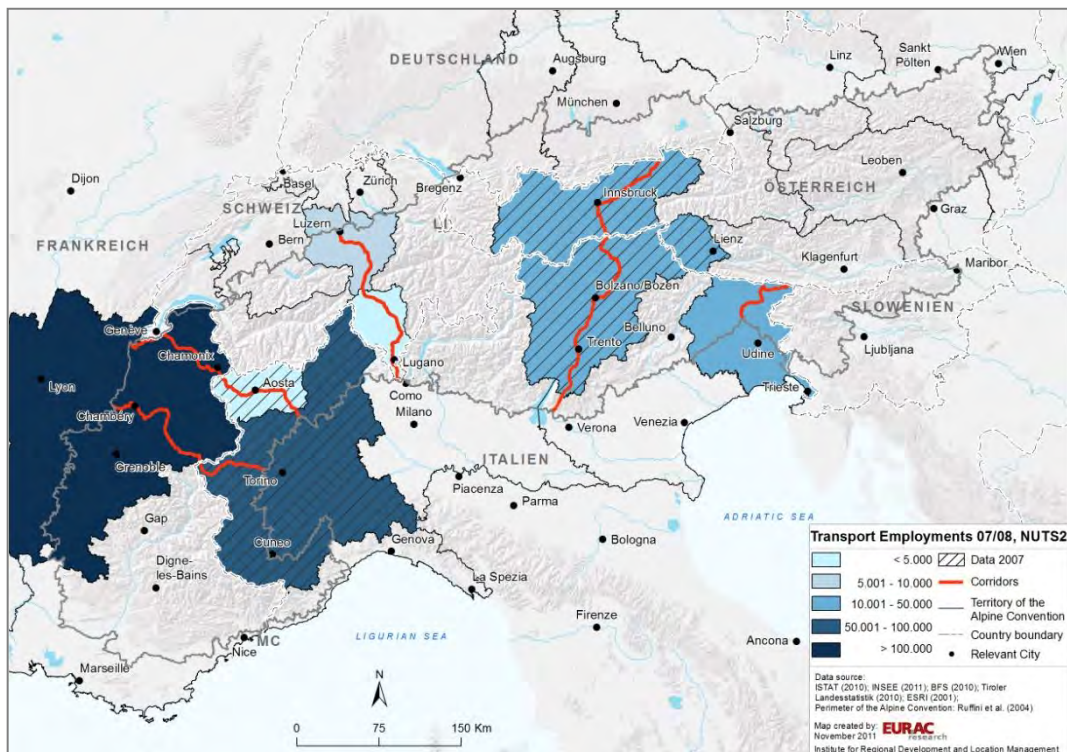 DEUTSCHLAND
Augsburg
Linz
Sankt
Pölten
Wien
München
Salzburg
Dijon
Basel
Zürich
Bregenz
SCHWEIZ
LI
Luzern
Bern
Innsbruck
ÖSTERREICH
Leoben
Graz
FRANKREICH
Lienz
Klagenfurt
Maribor
Bolzano/Bozen
SLOWENIEN
Belluno
Ljubljana
Genève
Chamonix
Trento
Udine
Lugano
Aosta
Trieste
Lyon
Como
Milano
Chambéry
Verona
Venezia
Grenoble
ITALIEN
Torino
Piacenza
Parma
Gap
Cuneo
Genova
Bologna
ADRIATIC SEA
Digne-
les-Bains
La Spezia
MC
Nice
LIGURIAN SEA
Firenze
Ancona
Marseille
N
0 75 150 Km
Transport Employments 07/08, NUTS2
< 5.000
5.001 - 10.000
10.001 - 50.000
50.001 - 100.000
> 100.000
Data 2007
Corridors
Territory of the
Alpine Convention
Country boundary
Relevant City
Data source:
ISTAT (2010); INSEE (2011); BFS (2010); Tiroler
Landesstatistik (2010); ESRI (2001);
Perimeter of the Alpine Convention: Ruffini et al. (2004)
Map created by: EURAC
research
November 2011
Institute for Regional Development and Location Management